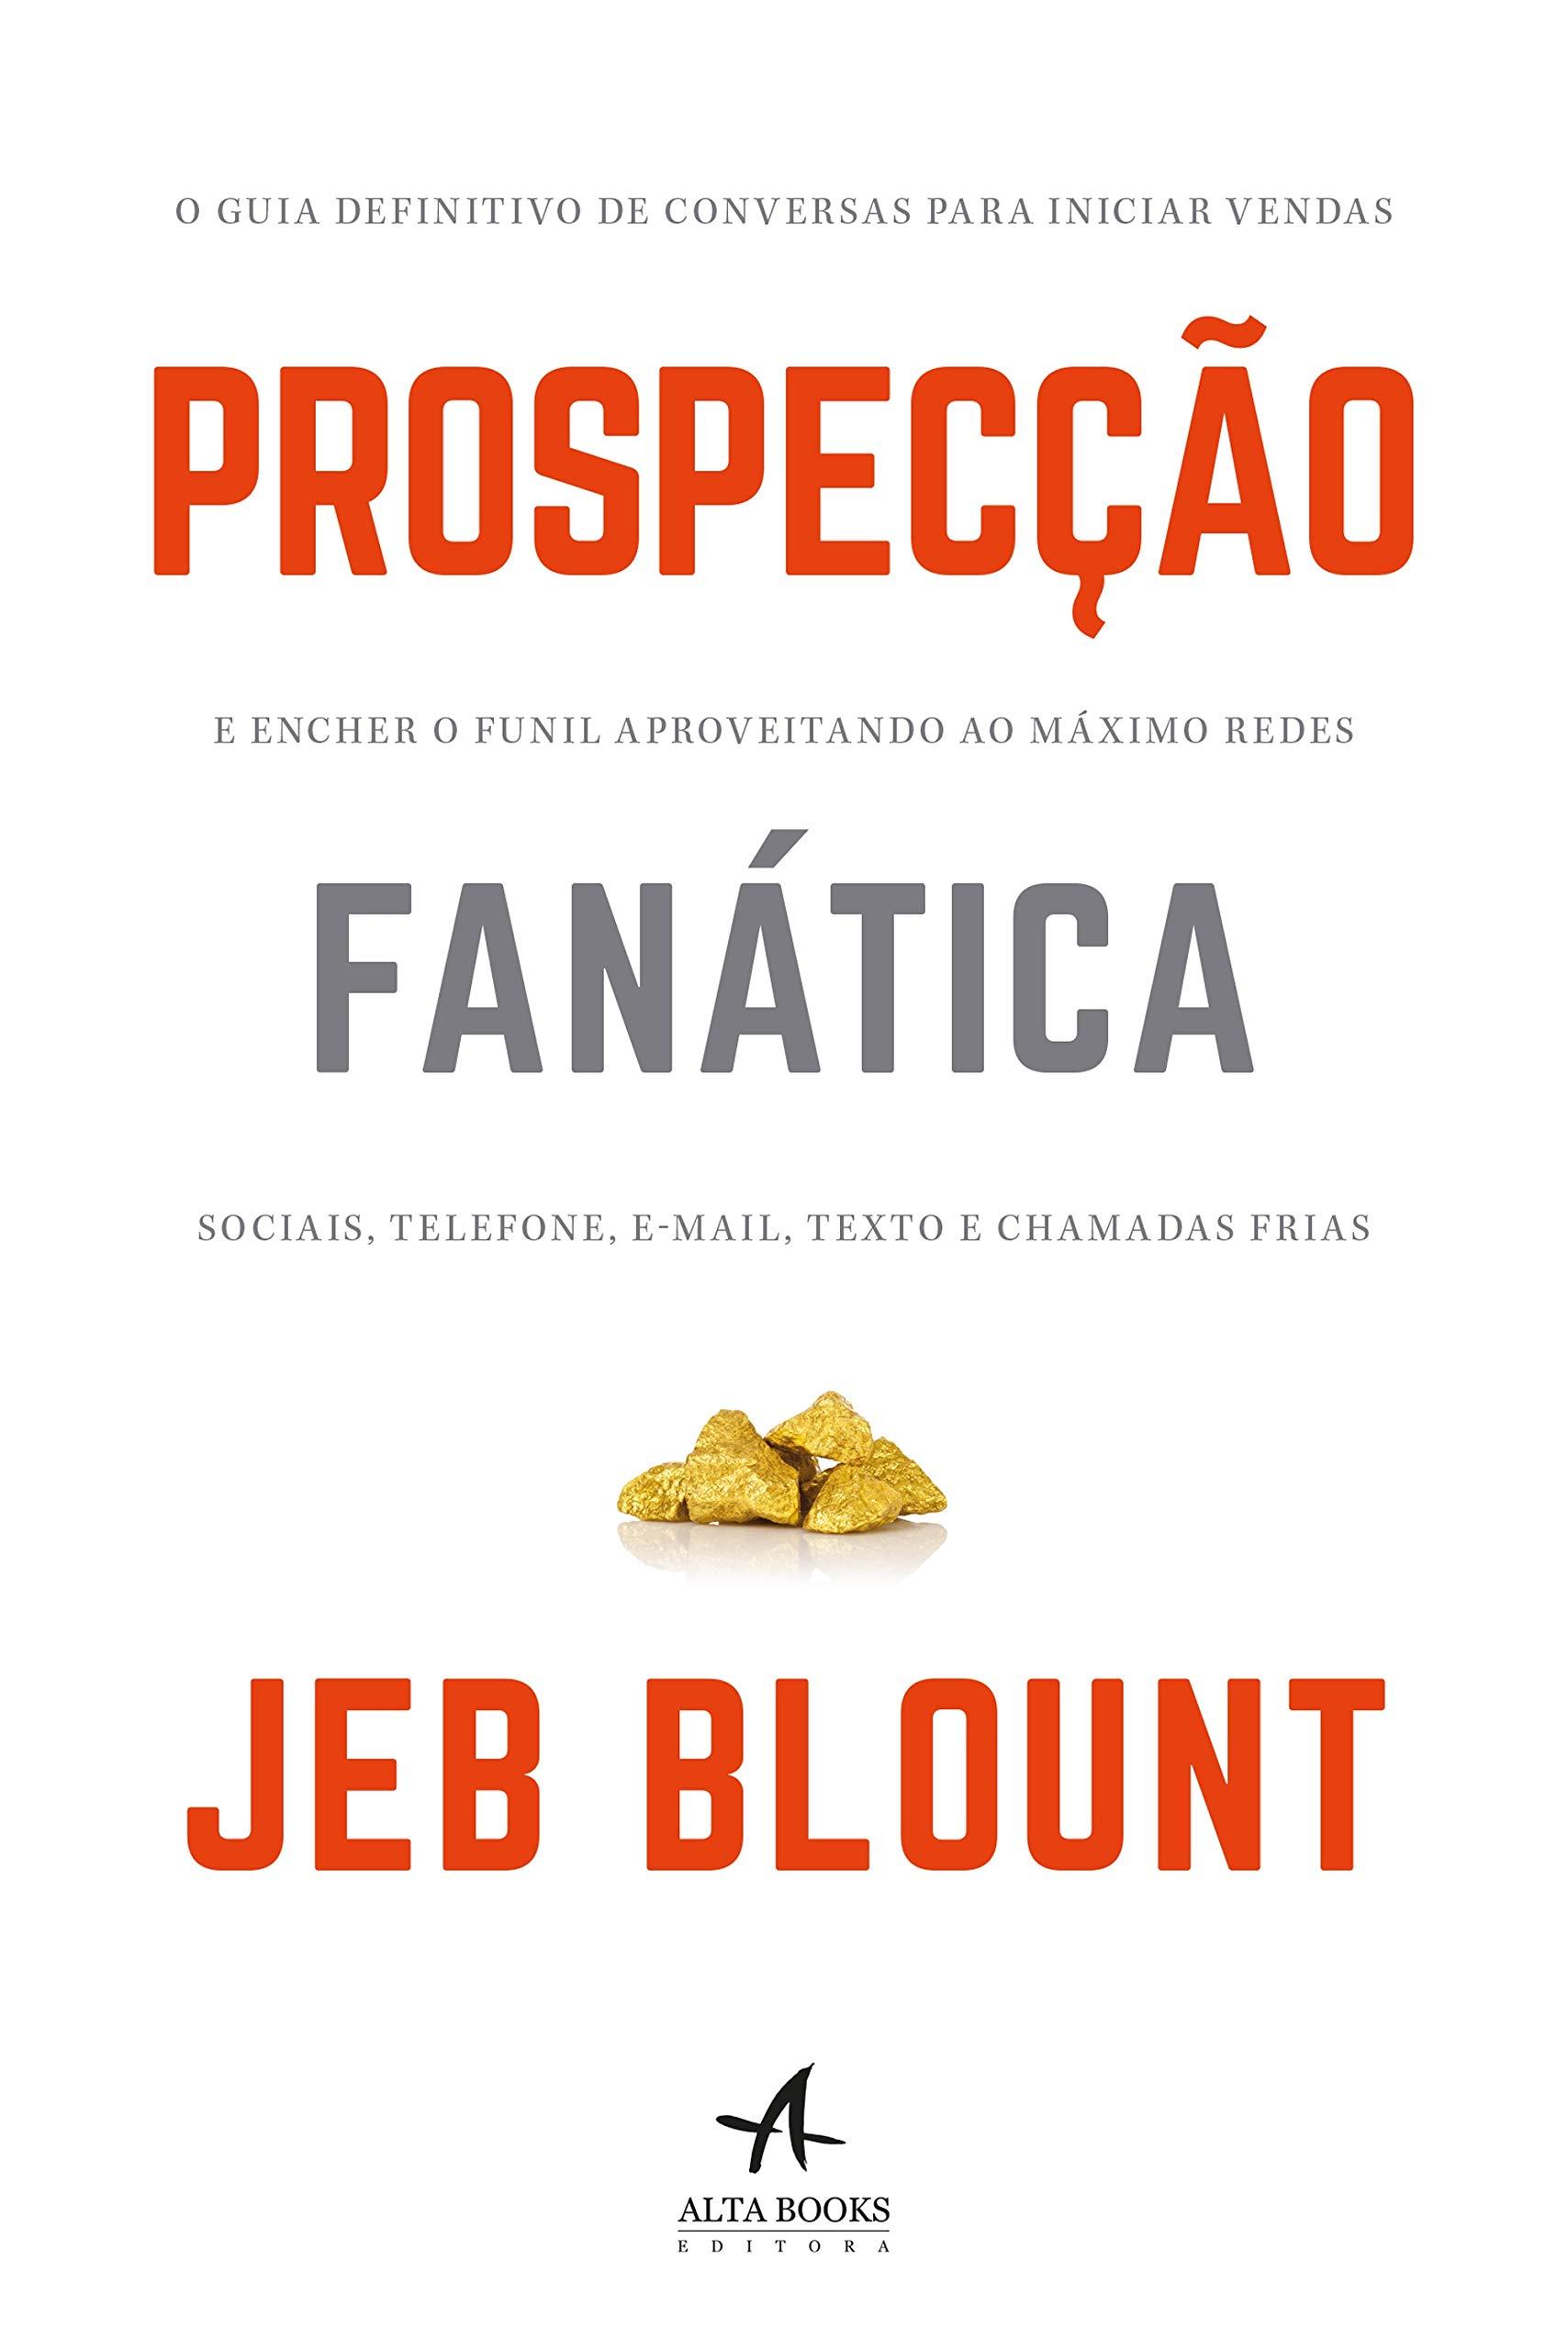 O GUIA DEFINITIVO DE CONVERSAS PARA INICIAR VENDAS
PROSPECÇÃO
E ENCHER O FUNIL APROVEITANDO AO MÁXIMO REDES
FANÁTICA
SOCIAIS, TELEFONE, E-MAIL, TEXTO E CHAMADAS FRIAS
JEB BLOUNT
ALTA BOOKS
EDITORA